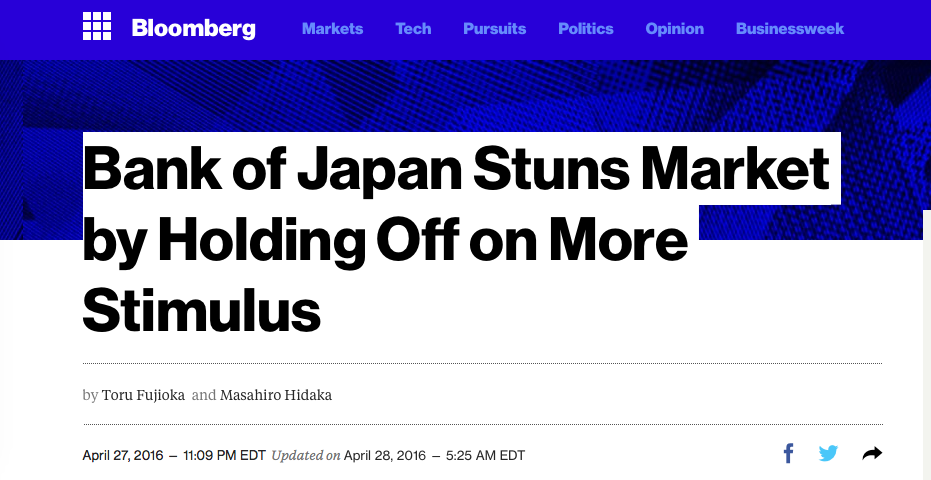 Bloomberg Markets Tech Pursuits Politics Opinion Businessweek
Bank of Japan Stuns Market
by Holding Off on More
Stimulus
by Toru Fujioka and Masahiro Hidaka
April 27, 2016 — 11:09 PM EDT Updated on April 28, 2016 — 5:25 AM EDT